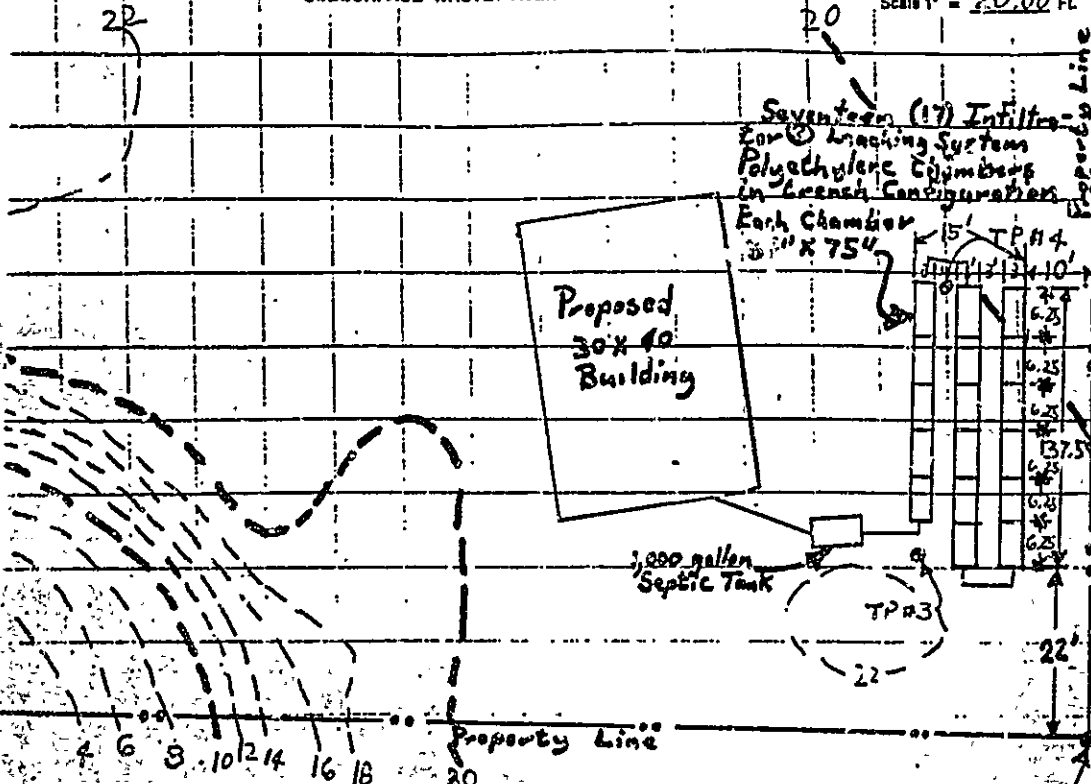 22
20
Scale 1" = 20.00 FT.
Property Line
Seventeen (17) Infiltra-
tor ® Leaching System
Polyethylene Chambers
in trench Configuration
Each Chamber
" X 75"
15'
TP #4
10'
Proposed
30 X 40
Building
6.25
6.25
6.25
6.25
6.25
6.25
37.5'
1,000 gallon
Septic Tank
TP #3
22
22'
Property Line
4 6 8 10 12 14 16 18 20